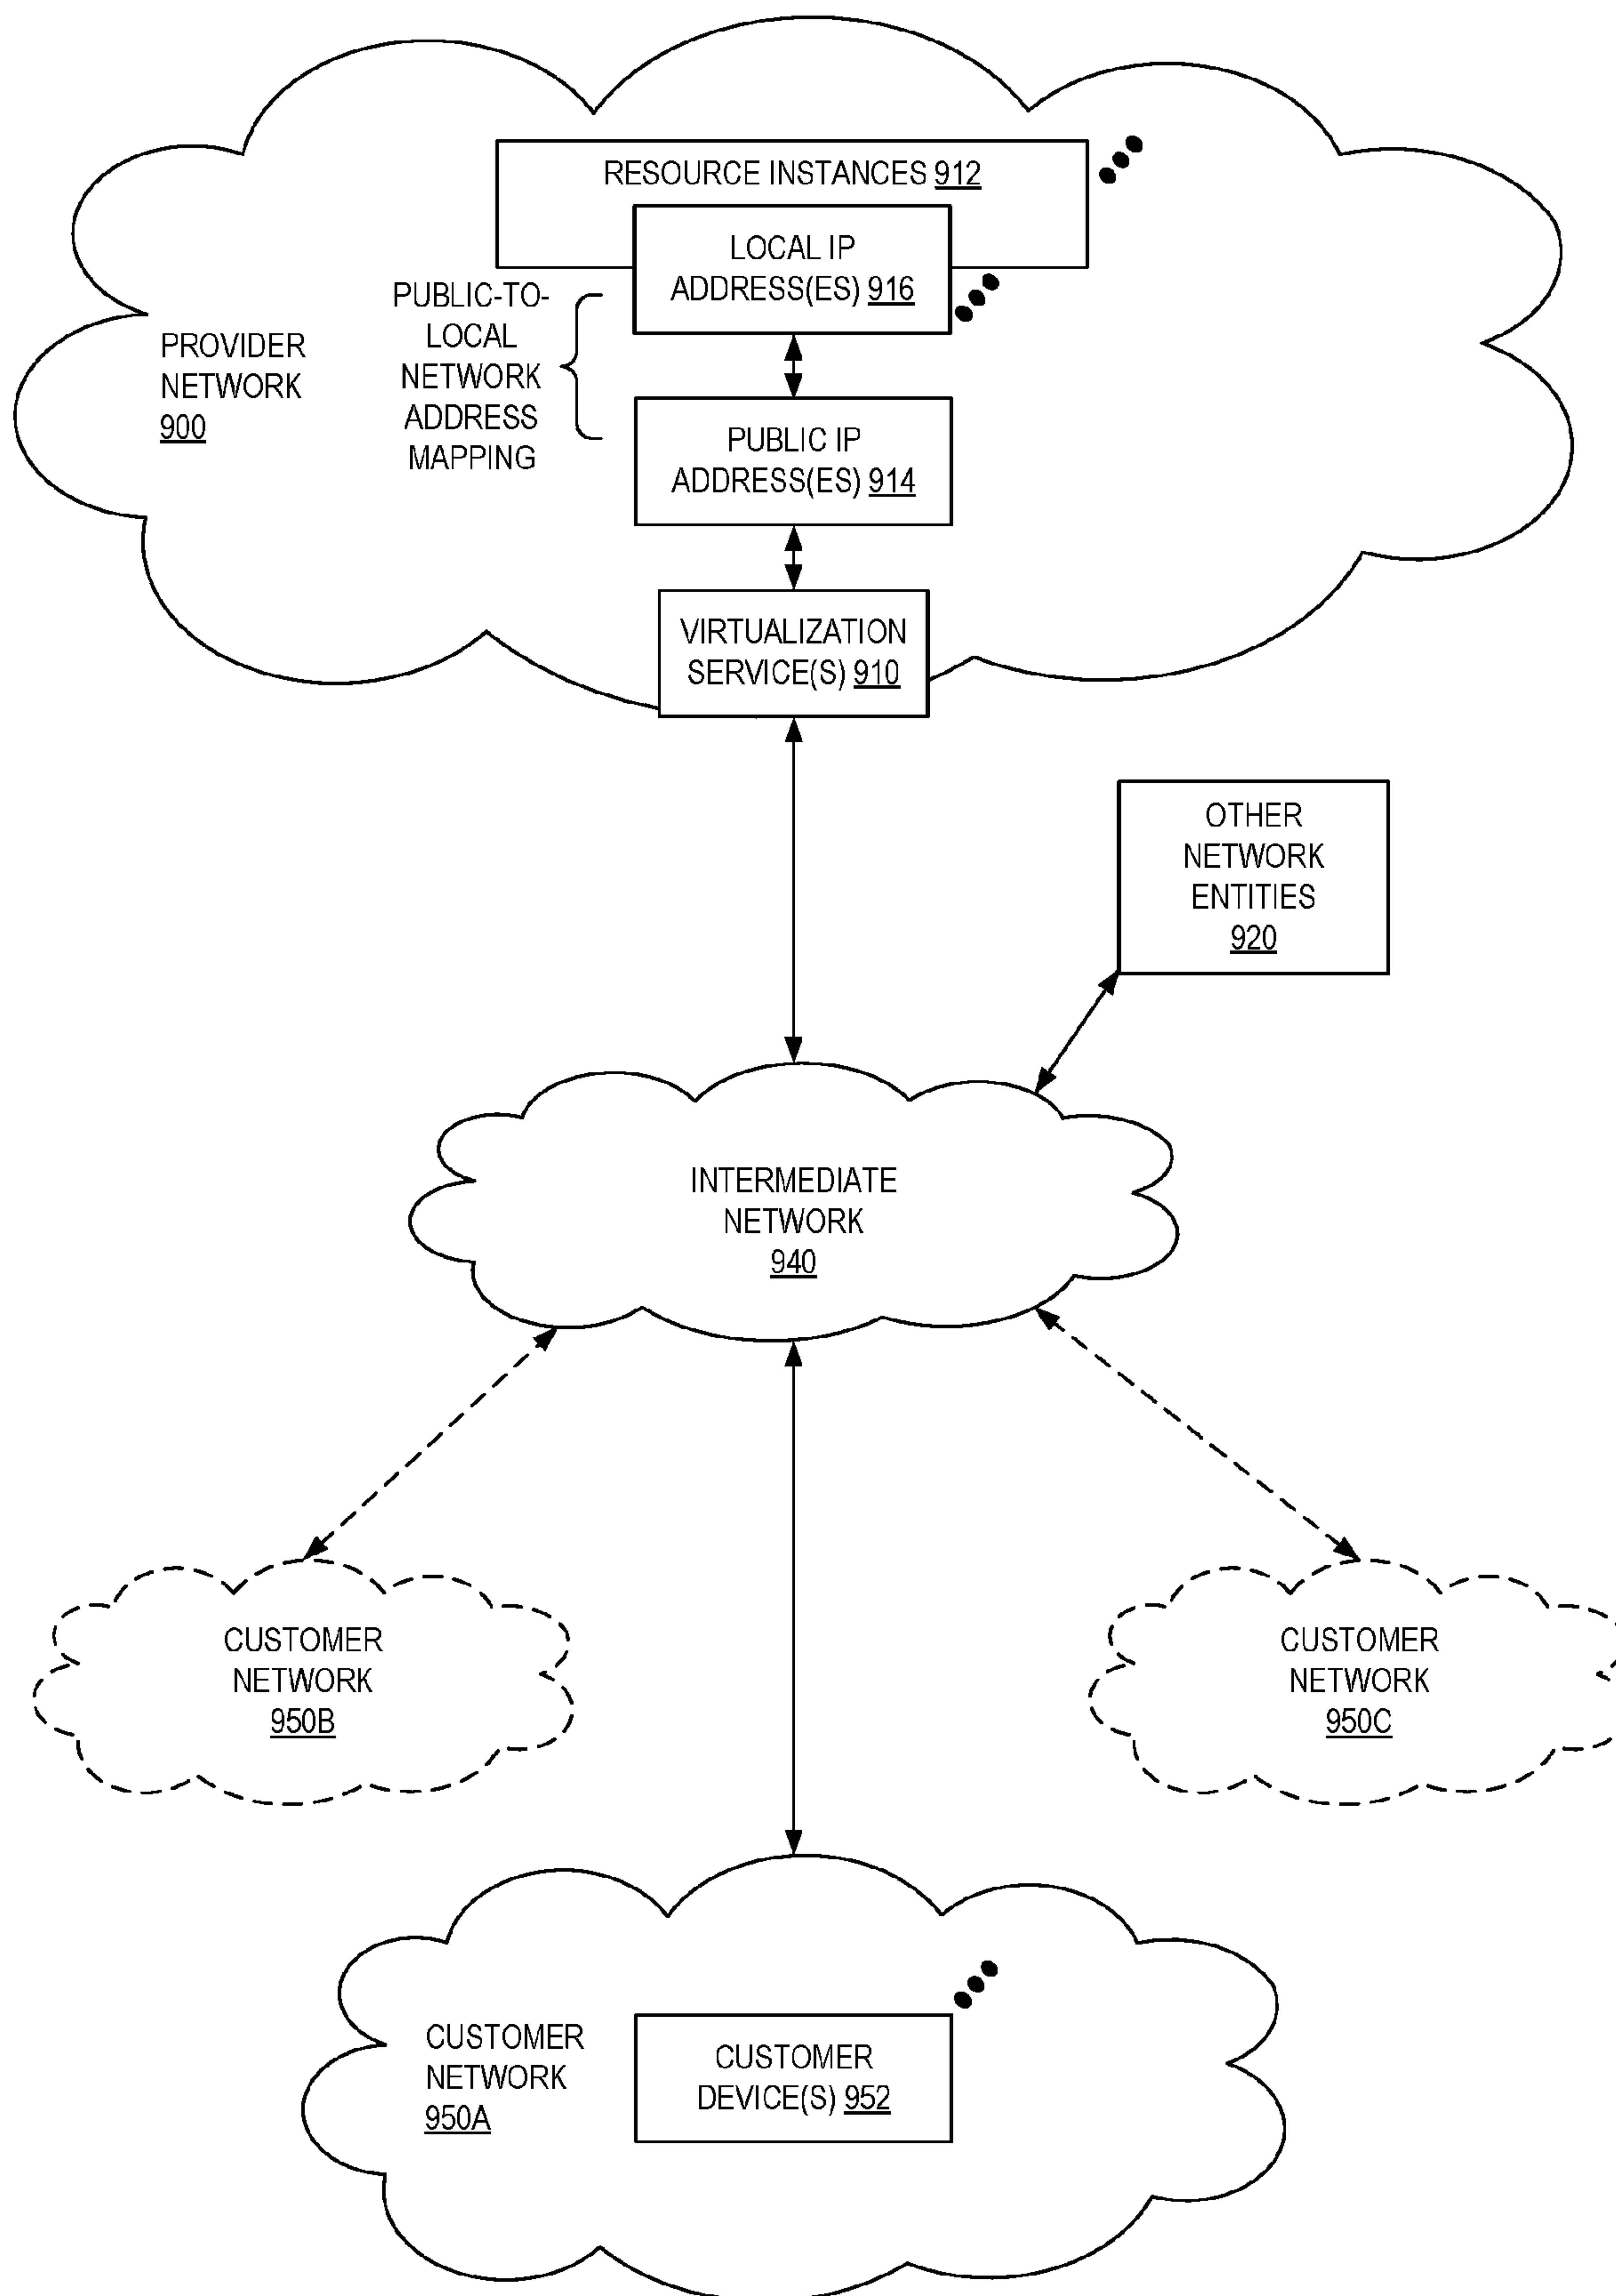 RESOURCE INSTANCES 912
LOCAL IP
ADDRESS(ES) 916
PUBLIC-TO-
LOCAL
NETWORK
ADDRESS
MAPPING
PROVIDER
NETWORK
900
PUBLIC IP
ADDRESS(ES) 914
VIRTUALIZATION
SERVICE(S) 910
OTHER
NETWORK
ENTITIES
920
INTERMEDIATE
NETWORK
940
CUSTOMER
NETWORK
950B
CUSTOMER
NETWORK
950C
CUSTOMER
NETWORK
950A
CUSTOMER
DEVICE(S) 952